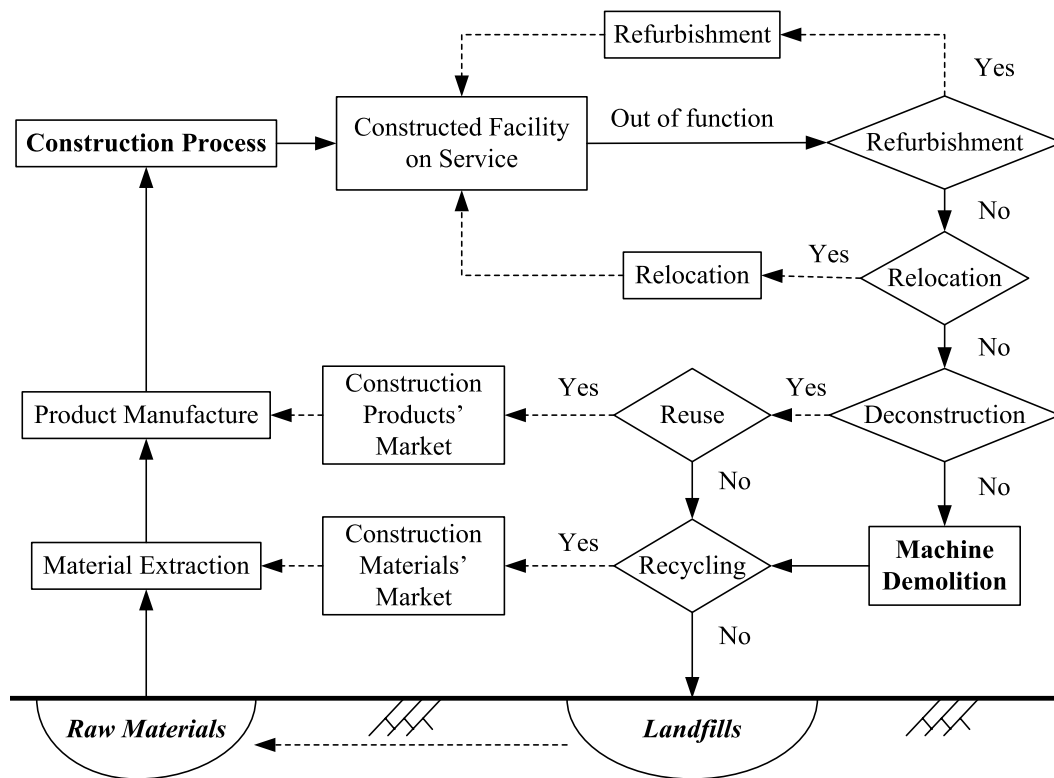 Refurbishment
Yes
Construction Process
Constructed Facility
on Service
Out of function
Refurbishment
No
Relocation
Yes
Relocation
No
Product Manufacture
Construction
Products’
Market
Yes
Reuse
Yes
Deconstruction
No
No
Material Extraction
Construction
Materials’
Market
Yes
Recycling
Machine
Demolition
No
Raw Materials
Landfills